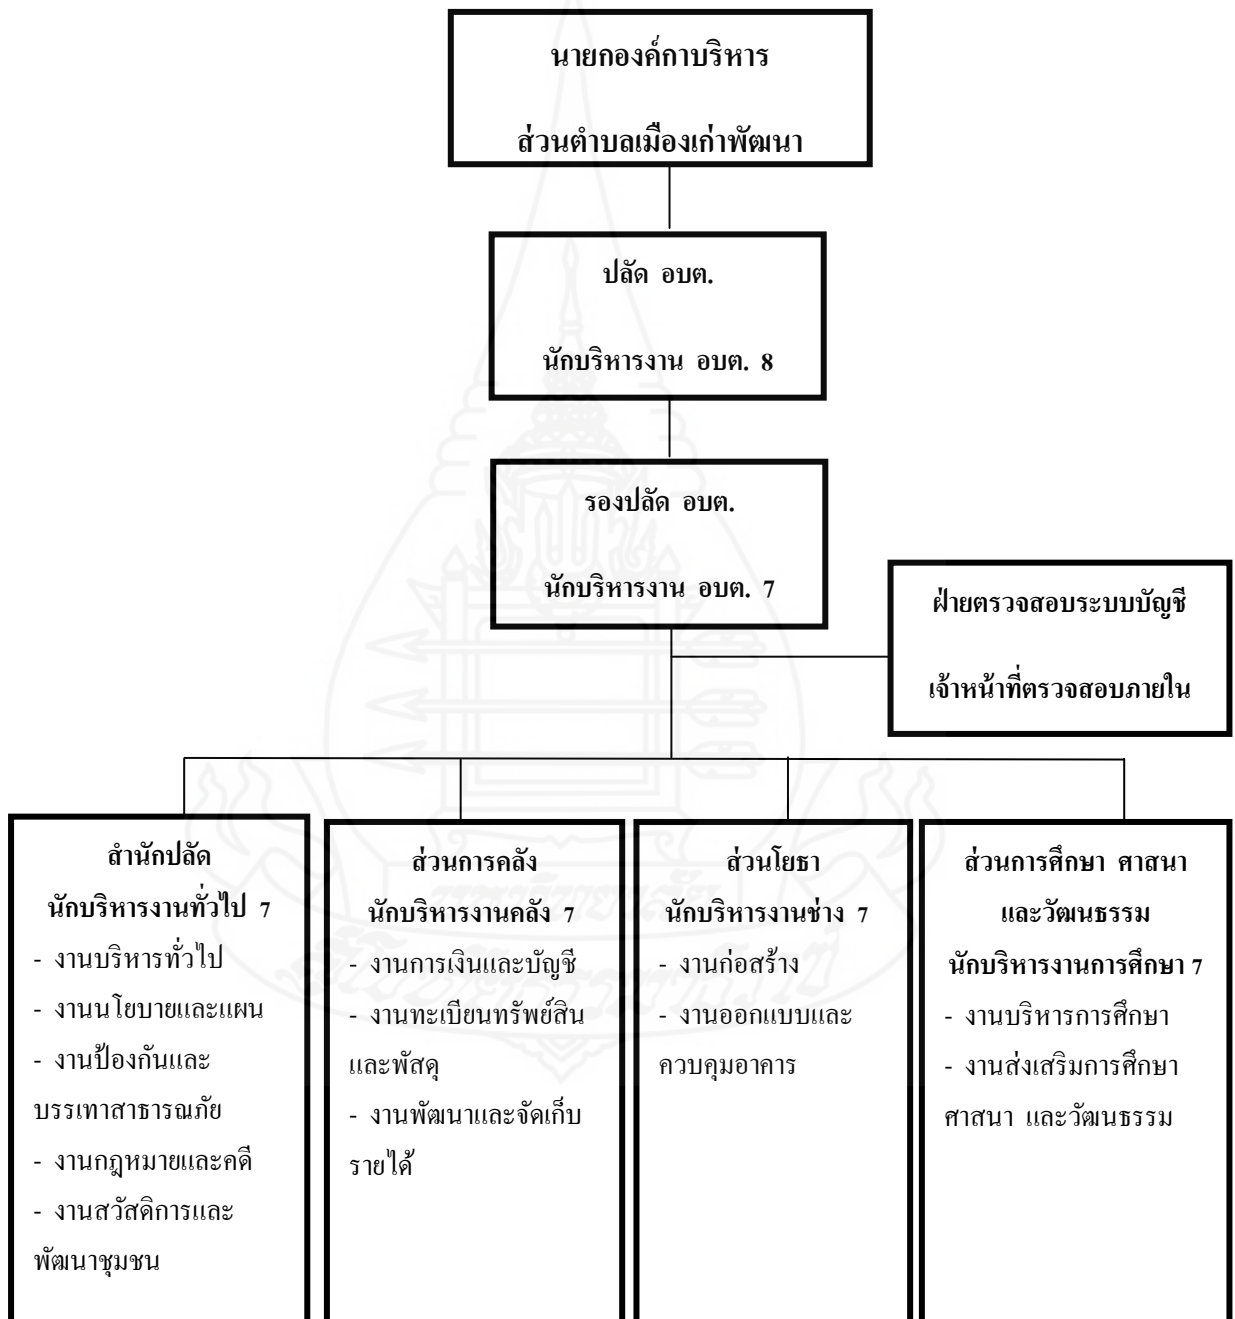 นายกองค์กาบริหาร
ส่วนตำบลเมืองเก่าพัฒนา
ปลัด อบต.
นักบริหารงาน อบต. 8
รองปลัด อบต.
นักบริหารงาน อบต. 7
ฝ่ายตรวจสอบระบบบัญชี
เจ้าหน้าที่ตรวจสอบภายใน
สำนักปลัด
นักบริหารงานทั่วไป 7
- งานบริหารทั่วไป
- งานนโยบายและแผน
- งานป้องกันและ
บรรเทาสาธารณภัย
- งานกฎหมายและคดี
- งานสวัสดิการและ
พัฒนาชุมชน
ส่วนการคลัง
นักบริหารงานคลัง 7
- งานการเงินและบัญชี
- งานทะเบียนทรัพย์สิน
และพัสดุ
- งานพัฒนาและจัดเก็บ
รายได้
ส่วนโยธา
นักบริหารงานช่าง 7
- งานก่อสร้าง
- งานออกแบบและ
ควบคุมอาคาร
ส่วนการศึกษา ศาสนา
และวัฒนธรรม
นักบริหารงานการศึกษา 7
- งานบริหารการศึกษา
- งานส่งเสริมการศึกษา
ศาสนา และวัฒนธรรม